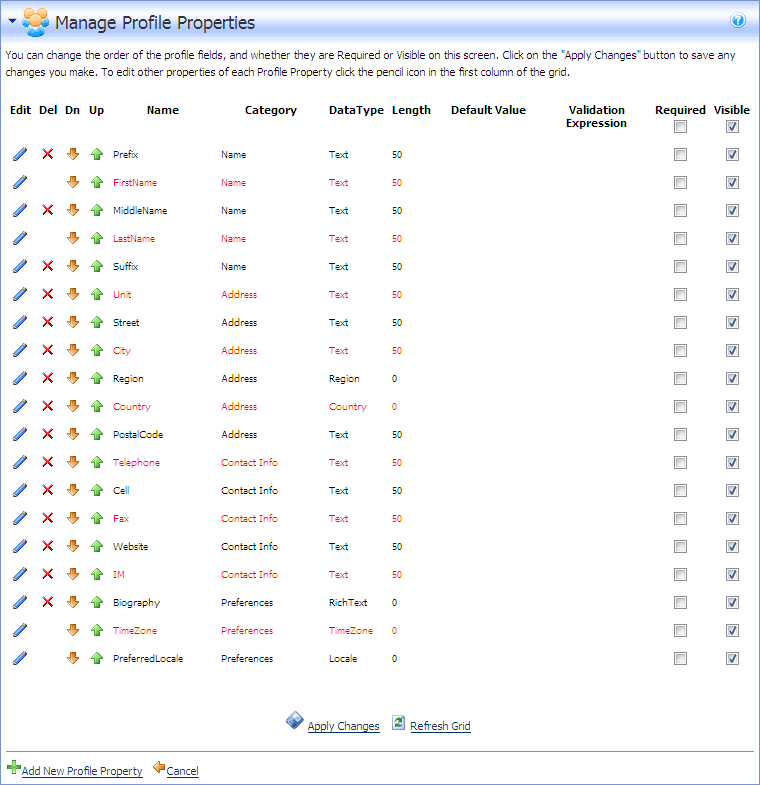 Manage Profile Properties
?
You can change the order of the profile fields, and whether they are Required or Visible on this screen. Click on the "Apply Changes" button to save any
changes you make. To edit other properties of each Profile Property click the pencil icon in the first column of the grid.
Edit Del Dn Up Name Category DataType Length Default Value Validation Expression Required Visible
Prefix Name Text 50
FirstName Name Text 50
MiddleName Name Text 50
LastName Name Text 50
Suffix Name Text 50
Unit Address Text 50
Street Address Text 50
City Address Text 50
Region Address Region 0
Country Address Country 0
PostalCode Address Text 50
Telephone Contact Info Text 50
Cell Contact Info Text 50
Fax Contact Info Text 50
Website Contact Info Text 50
IM Contact Info Text 50
Biography Preferences RichText 0
TimeZone Preferences TimeZone 0
PreferredLocale Preferences Locale 0
Apply Changes Refresh Grid
Add New Profile Property Cancel